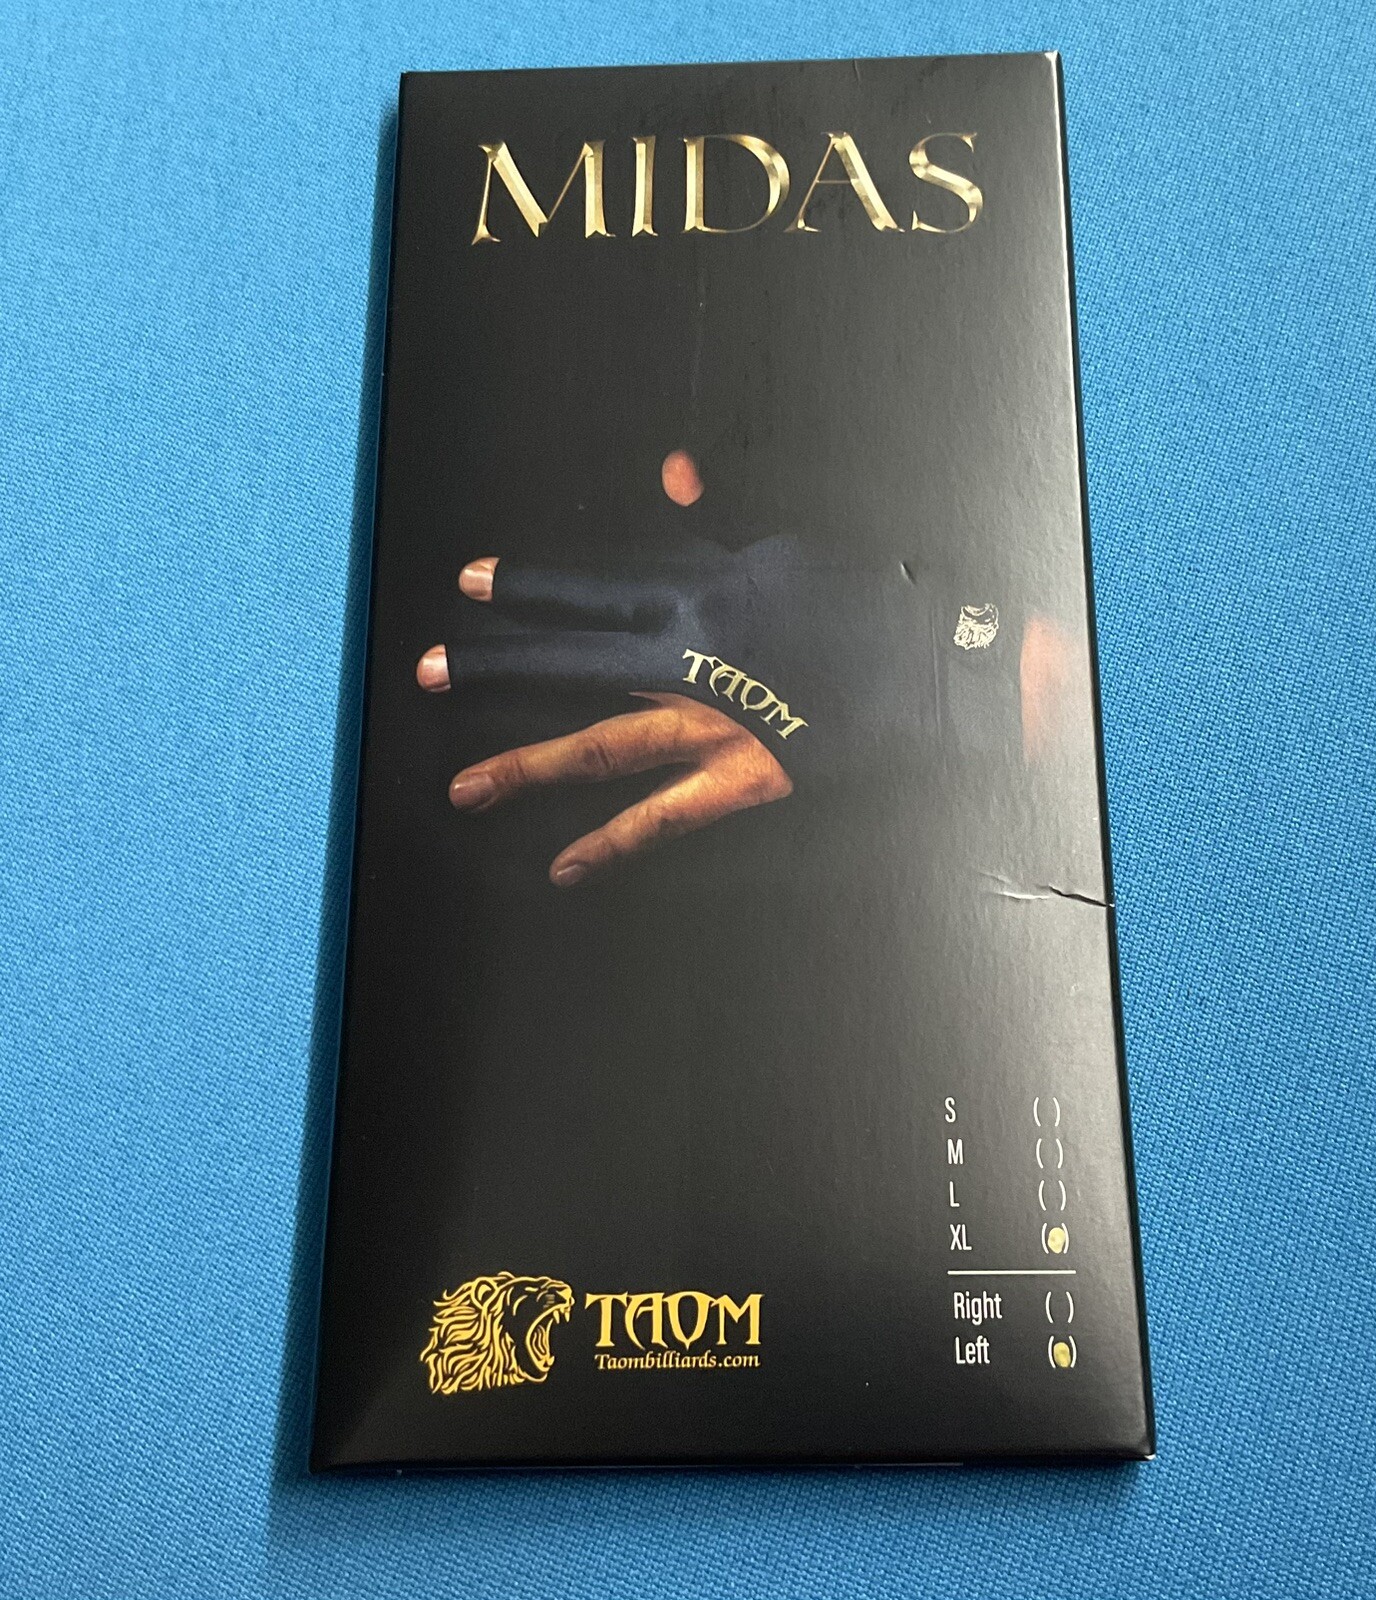 MIDAS
TAOM
S ( )
M ( )
L ( )
XL ( )
Right ( )
Left ( )
TAOM
Taombilliards.com